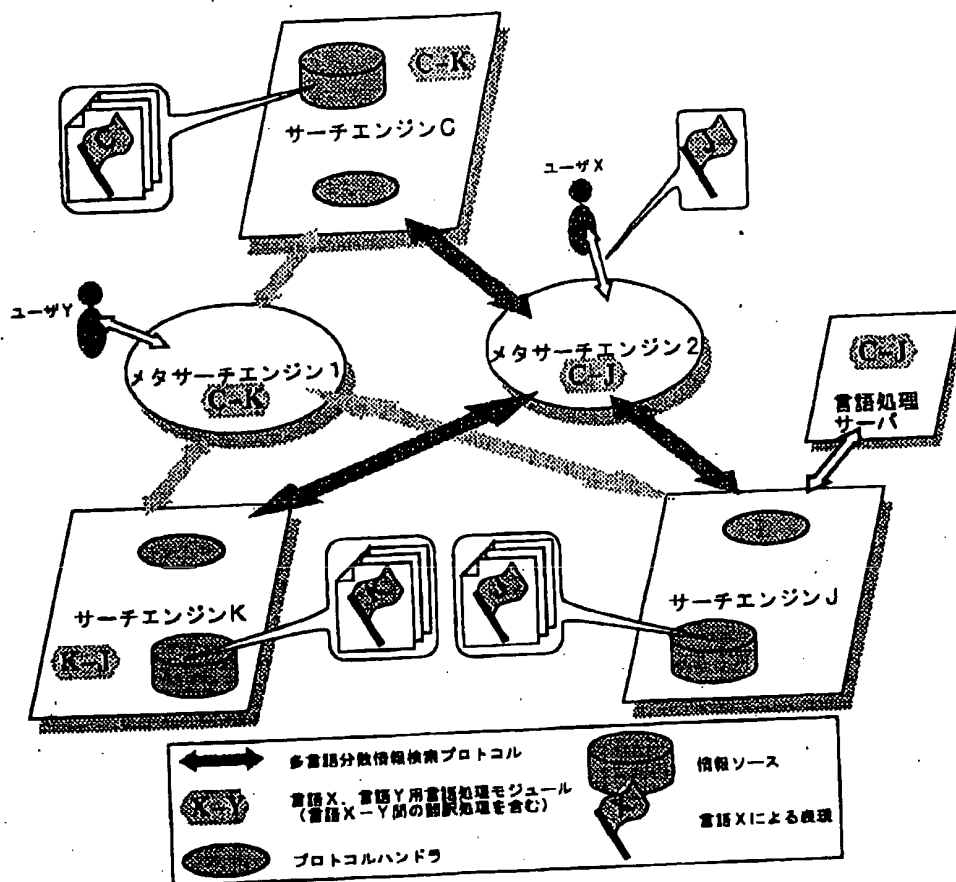 C-K
サーチエンジンC
C
ユーザX
J
ユーザY
メタサーチエンジン1
C-K
メタサーチエンジン2
C-J
C-J
言語処理
サーバ
サーチエンジンK
K-J
J
サーチエンジンJ
多言語分散情報検索プロトコル
X-Y
言語X、言語Y用言語処理モジュール
(言語X-Y間の翻訳処理を含む)
プロトコルハンドラ
情報ソース
言語Xによる表現